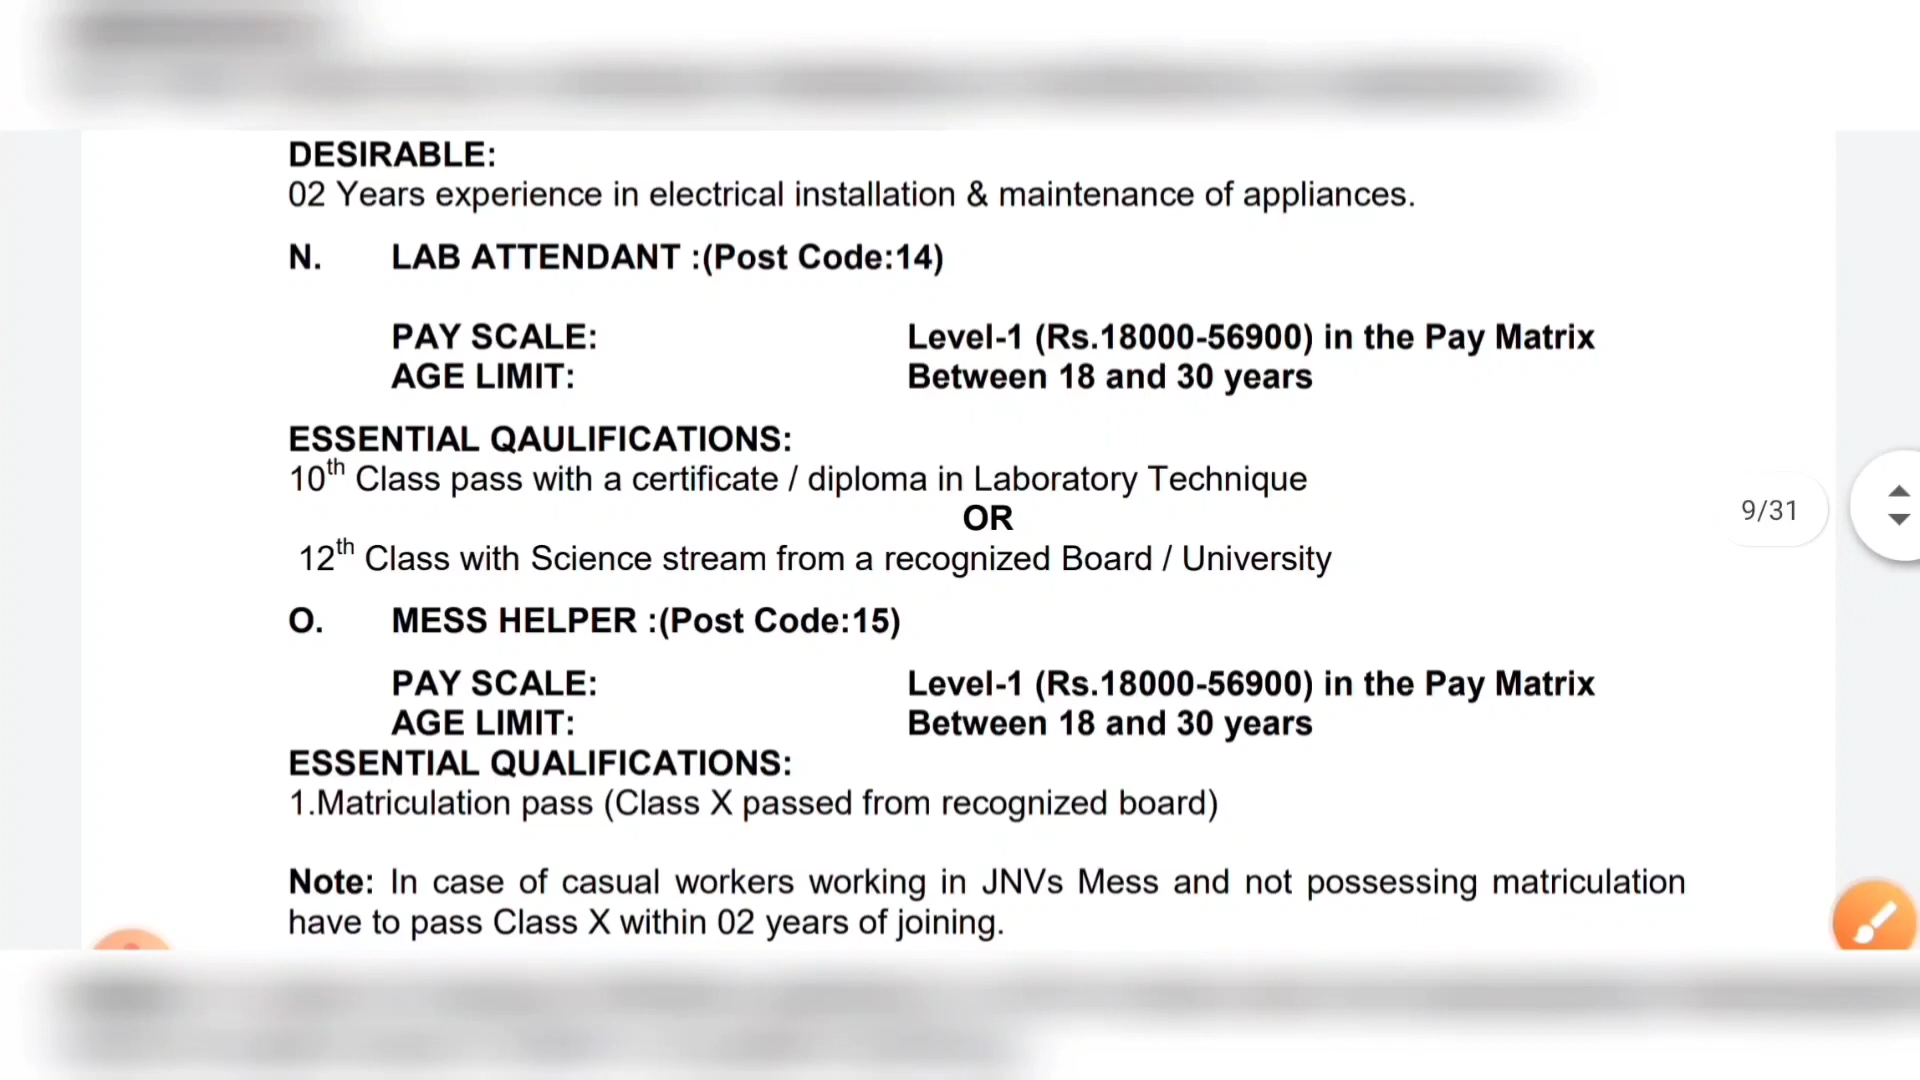 DESIRABLE:
02 Years experience in electrical installation & maintenance of appliances.
N. LAB ATTENDANT :(Post Code:14)
PAY SCALE: Level-1 (Rs.18000-56900) in the Pay Matrix
AGE LIMIT: Between 18 and 30 years
ESSENTIAL QAULIFICATIONS:
10th Class pass with a certificate / diploma in Laboratory Technique
OR
12th Class with Science stream from a recognized Board / University
9/31
O. MESS HELPER :(Post Code:15)
PAY SCALE: Level-1 (Rs.18000-56900) in the Pay Matrix
AGE LIMIT: Between 18 and 30 years
ESSENTIAL QUALIFICATIONS:
1.Matriculation pass (Class X passed from recognized board)
Note: In case of casual workers working in JNVs Mess and not possessing matriculation
have to pass Class X within 02 years of joining.